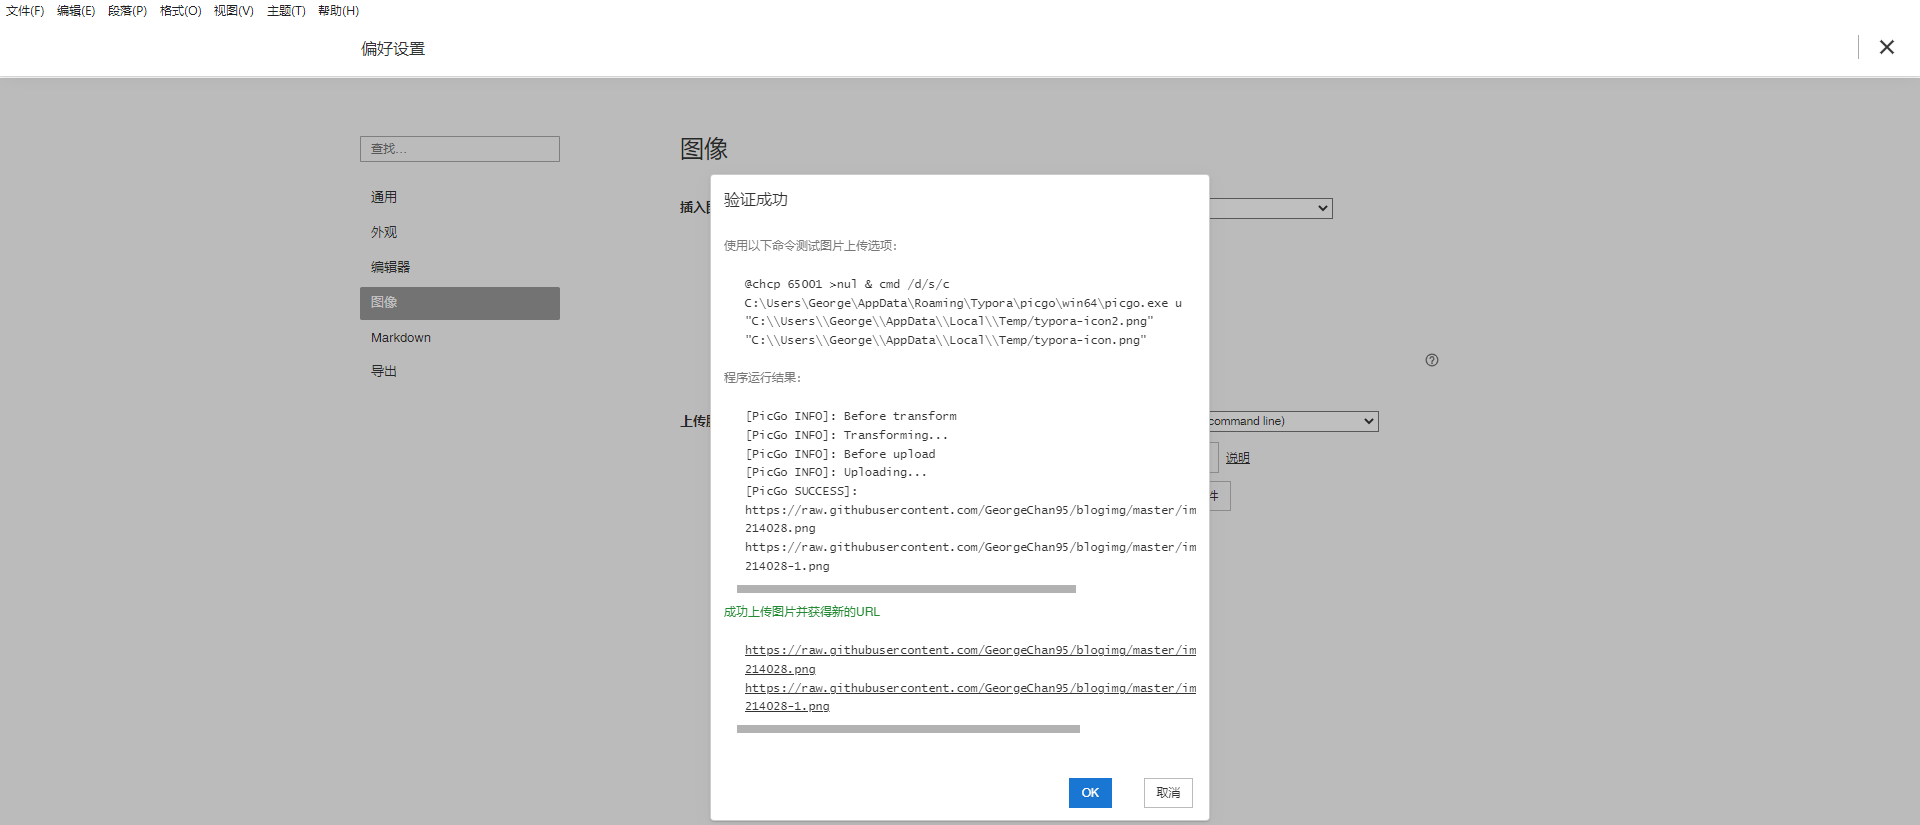 文件(F) 编辑(E) 段落(P) 格式(O) 视图(V) 主题(T) 帮助(H)
偏好设置
查找...
通用
外观
编辑器
图像
Markdown
导出
图像
插入
上传
command line)
说明
件
验证成功
使用以下命令测试图片上传选项:
@chcp 65001 >nul & cmd /d/s/c
C:\Users\George\AppData\Roaming\Typora\picgo\win64\picgo.exe u
"C:\\Users\\George\\AppData\\Local\\Temp/typora-icon2.png"
"C:\\Users\\George\\AppData\\Local\\Temp/typora-icon.png"
程序运行结果:
[PicGo INFO]: Before transform
[PicGo INFO]: Transforming...
[PicGo INFO]: Before upload
[PicGo INFO]: Uploading...
[PicGo SUCCESS]:
https://raw.githubusercontent.com/GeorgeChan95/blogimg/master/im
214028.png
https://raw.githubusercontent.com/GeorgeChan95/blogimg/master/im
214028-1.png
成功上传图片并获得新的URL
https://raw.githubusercontent.com/GeorgeChan95/blogimg/master/im
214028.png
https://raw.githubusercontent.com/GeorgeChan95/blogimg/master/im
214028-1.png
OK
取消